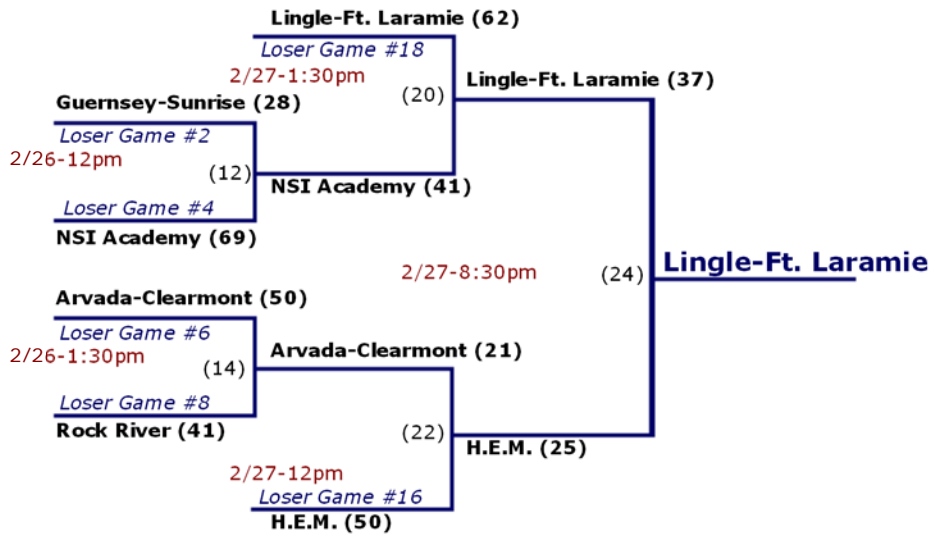 Lingle-Ft. Laramie (62)
Loser Game #18
2/27-1:30pm
Lingle-Ft. Laramie (37)
(20)
Guernsey-Sunrise (28)
Loser Game #2
2/26-12pm
(12)
NSI Academy (41)
Loser Game #4
NSI Academy (69)
2/27-8:30pm
(24)
Lingle-Ft. Laramie
Arvada-Clearmont (50)
Loser Game #6
2/26-1:30pm
(14)
Arvada-Clearmont (21)
Loser Game #8
Rock River (41)
(22)
H.E.M. (25)
2/27-12pm
Loser Game #16
H.E.M. (50)